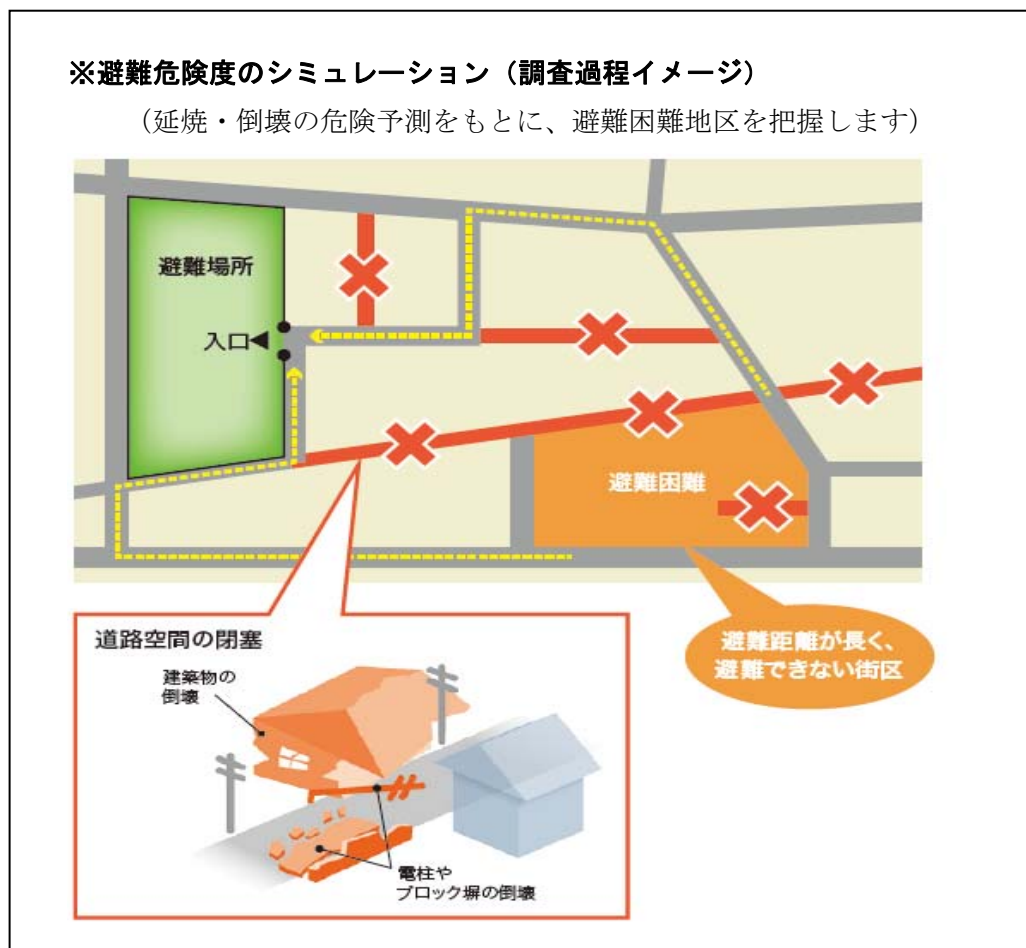 ※避難危険度のシミュレーション（調査過程イメージ）
（延焼・倒壊の危険予測をもとに、避難困難地区を把握します）
避難場所
入口◀
避難困難
避難距離が長く、
避難できない街区
道路空間の閉塞
建築物の
倒壊
電柱や
ブロック塀の倒壊